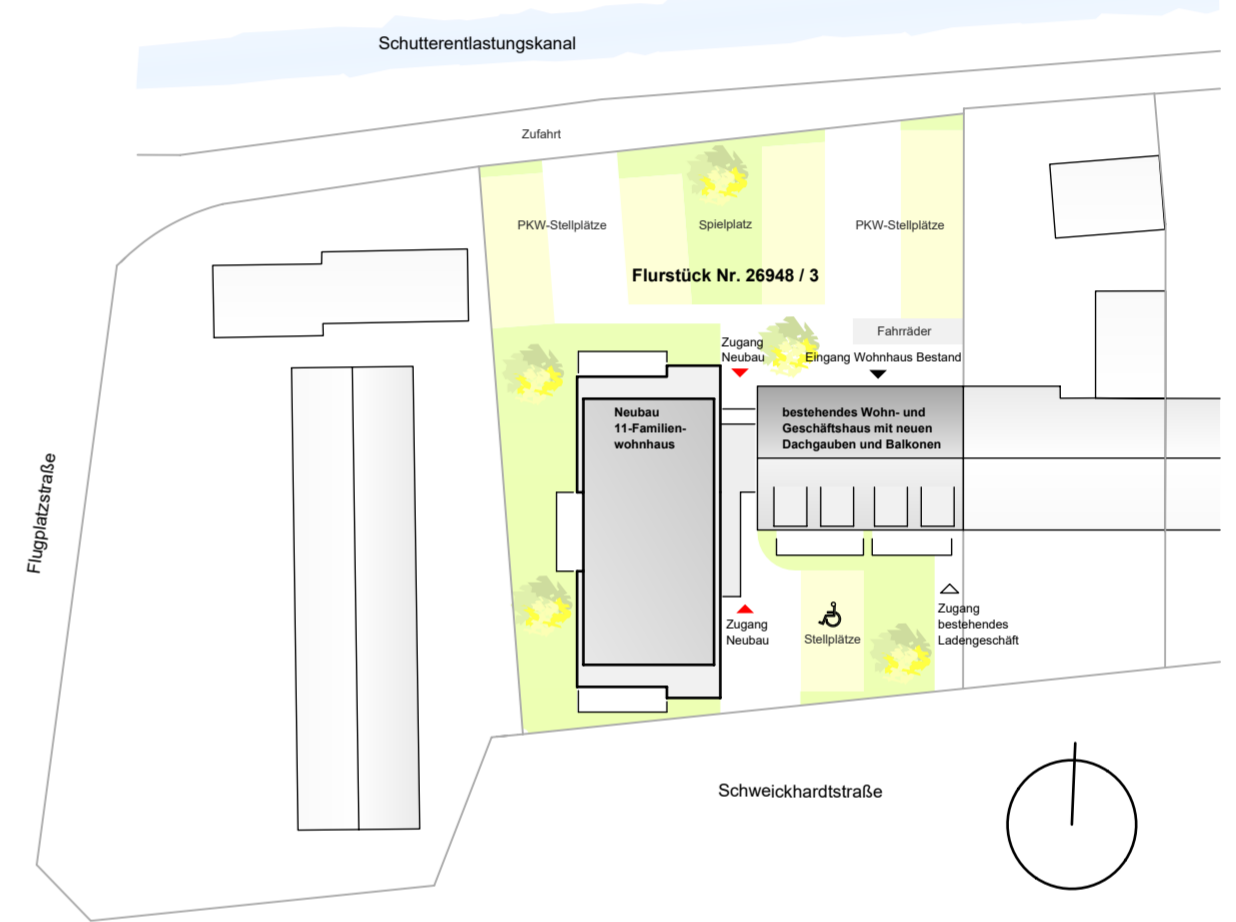 Schutterentlastungskanal
Zufahrt
PKW-Stellplätze
Spielplatz
PKW-Stellplätze
Flurstück Nr. 26948 / 3
Fahrräder
Zugang
Neubau
Eingang Wohnhaus Bestand
Neubau
11-Familien-
wohnhaus
bestehendes Wohn- und
Geschäftshaus mit neuen
Dachgauben und Balkonen
Flugplatzstraße
Zugang
Neubau
Stellplätze
Zugang
bestehendes
Ladengeschäft
Schweickhardtstraße